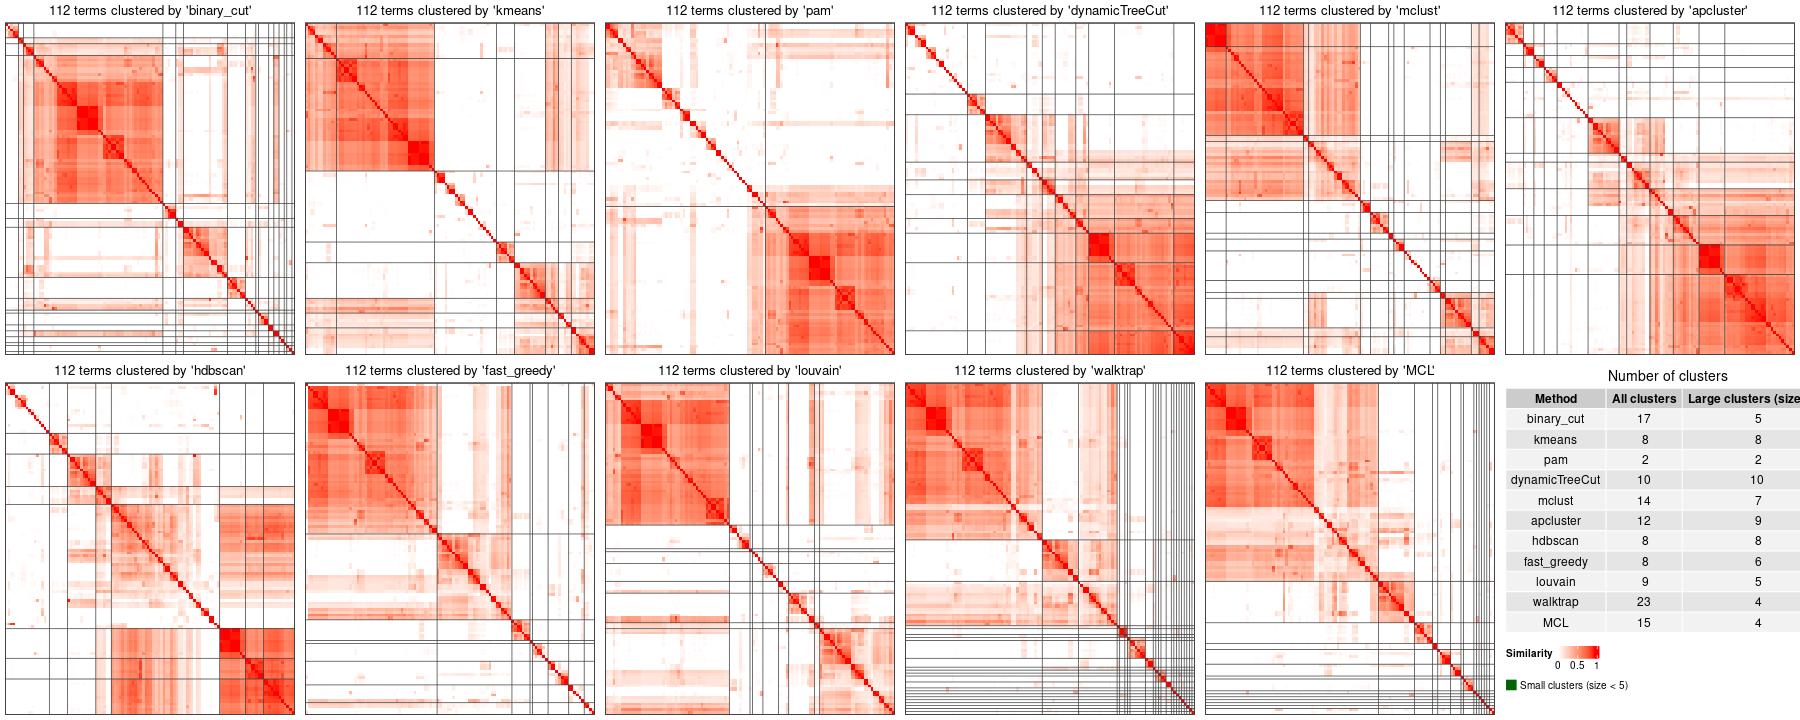 112 terms clustered by 'binary_cut'
112 terms clustered by 'kmeans'
112 terms clustered by 'pam'
112 terms clustered by 'dynamicTreeCut'
112 terms clustered by 'mclust'
112 terms clustered by 'apcluster'
112 terms clustered by 'hdbscan'
112 terms clustered by 'fast_greedy'
112 terms clustered by 'louvain'
112 terms clustered by 'walktrap'
112 terms clustered by 'MCL'
Number of clusters
Method All clusters Large clusters (size
binary_cut 17 5
kmeans 8 8
pam 2 2
dynamicTreeCut 10 10
mclust 14 7
apcluster 12 9
hdbscan 8 8
fast_greedy 8 6
louvain 9 5
walktrap 23 4
MCL 15 4
Similarity
0 0.5 1
Small clusters (size < 5)